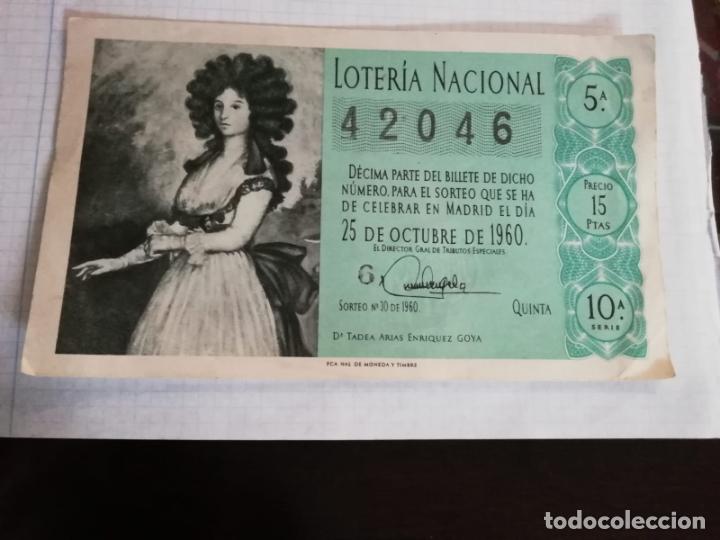 LOTERÍA NACIONAL
42046
DÉCIMA PARTE DEL BILLETE DE DICHO
NÚMERO, PARA EL SORTEO QUE SE HA
DE CELEBRAR EN MADRID EL DÍA
25 DE OCTUBRE DE 1960.
EL DIRECTOR GRAL DE TRIBUTOS ESPECIALES
6
SORTEO Nº 30 DE 1960
QUINTA
Dª TADEA ARIAS ENRIQUEZ GOYA
5ª
PRECIO
15
PTAS
10ª
SERIE
FCA NAL DE MONEDA Y TIMBRE
todocoleccion